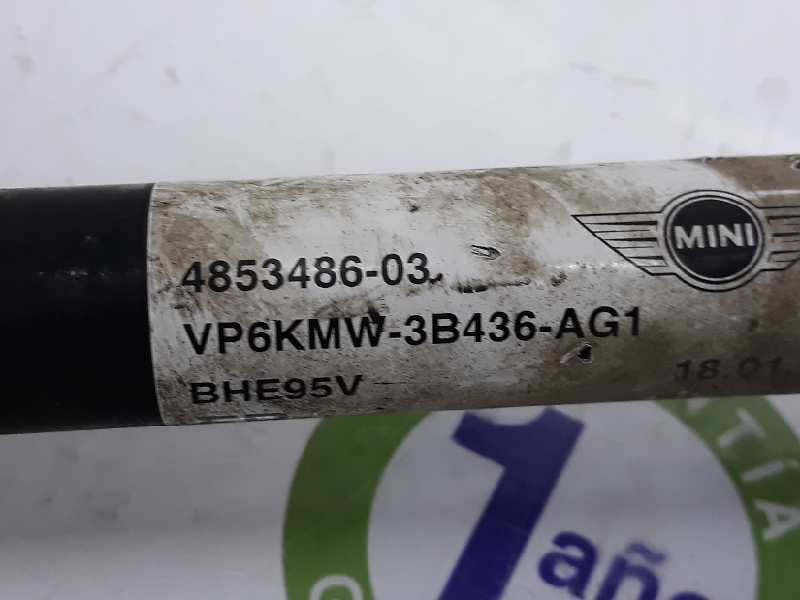 MINI
4853486-03
VP6KMW-3B436-AG1
BHE95V
18.01.
1 año